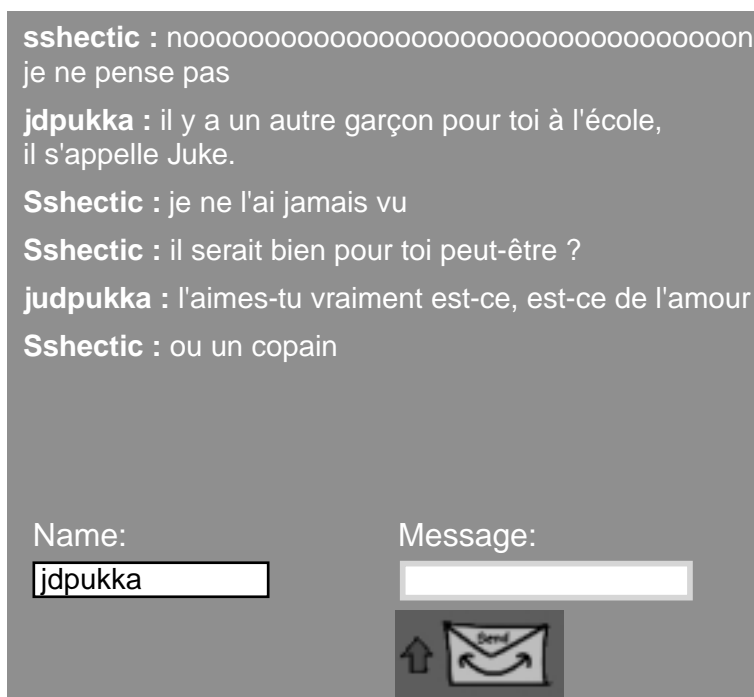 sshectic : nooooooooooooooooooooooooooooooooooon
je ne pense pas
jdpukka : il y a un autre garçon pour toi à l'école,
il s'appelle Juke.
Sshectic : je ne l'ai jamais vu
Sshectic : il serait bien pour toi peut-être ?
judpukka : l'aimes-tu vraiment est-ce, est-ce de l'amour
Sshectic : ou un copain
Name:
Message:
jdpukka
Send